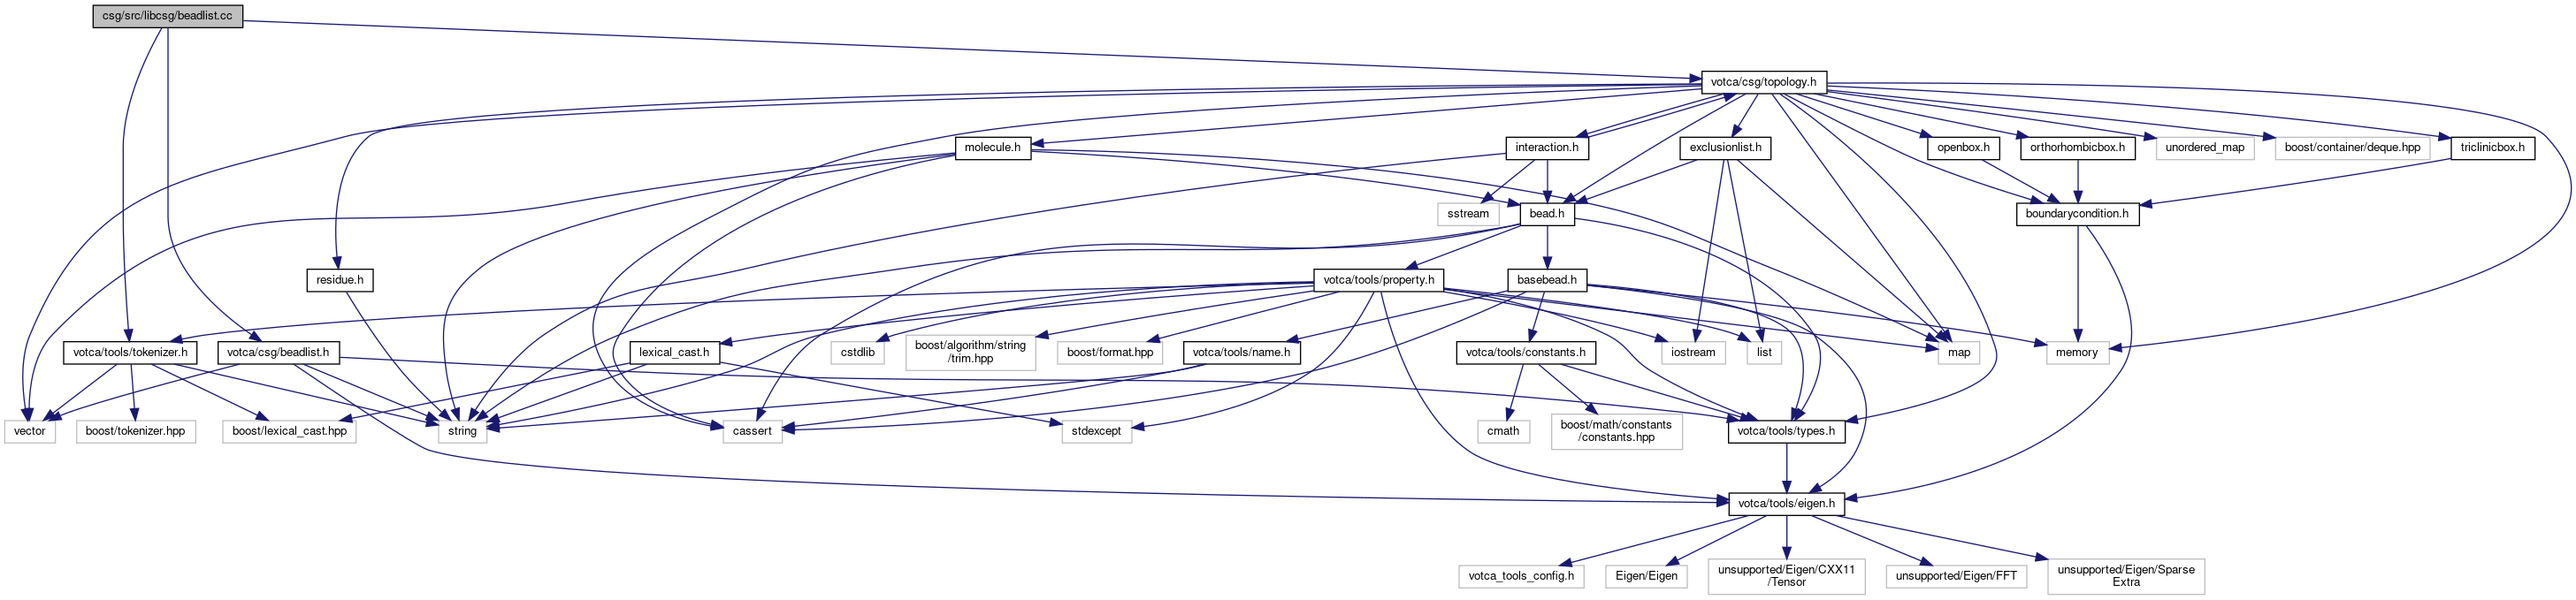 csg/src/libcsg/beadlist.cc
votca/csg/topology.h
molecule.h
interaction.h
exclusionlist.h
openbox.h
orthorhombicbox.h
unordered_map
boost/container/deque.hpp
triclinicbox.h
sstream
bead.h
boundarycondition.h
residue.h
votca/tools/property.h
basebead.h
votca/tools/tokenizer.h
votca/csg/beadlist.h
lexical_cast.h
cstdlib
boost/algorithm/string
/trim.hpp
boost/format.hpp
votca/tools/name.h
votca/tools/constants.h
iostream
list
map
memory
vector
boost/tokenizer.hpp
boost/lexical_cast.hpp
string
cassert
stdexcept
cmath
boost/math/constants
/constants.hpp
votca/tools/types.h
votca/tools/eigen.h
votca_tools_config.h
Eigen/Eigen
unsupported/Eigen/CXX11
/Tensor
unsupported/Eigen/FFT
unsupported/Eigen/Sparse
Extra